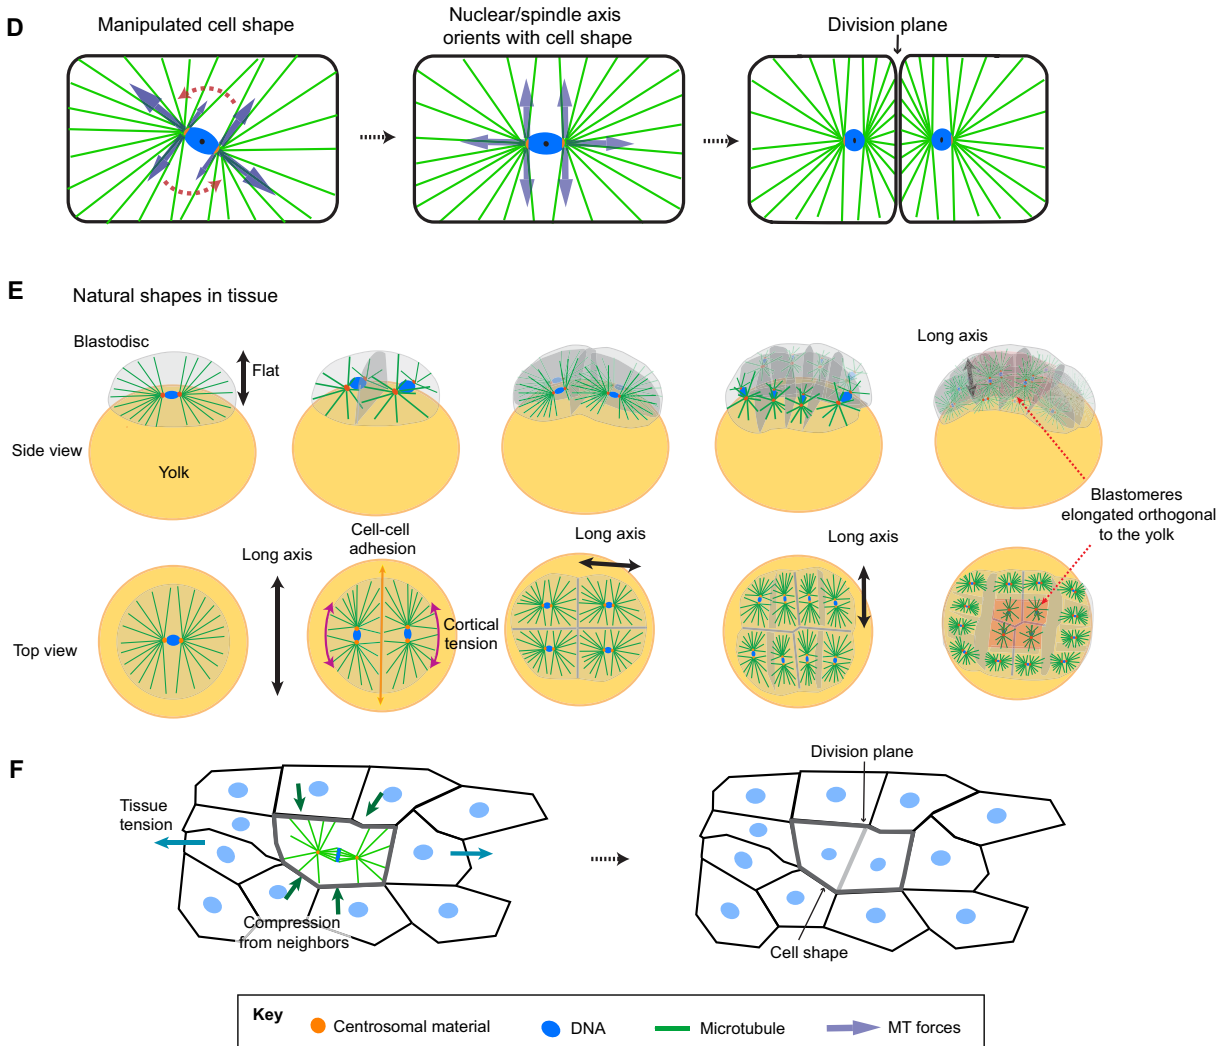 D
Manipulated cell shape
Nuclear/spindle axis
orients with cell shape
Division plane
E
Natural shapes in tissue
Blastodisc
Flat
Long axis
Side view
Yolk
Blastomeres
elongated orthogonal
to the yolk
Long axis
Cell-cell
adhesion
Long axis
Long axis
Cortical
tension
Top view
F
Tissue
tension
Compression
from neighbors
Division plane
Cell shape
Key
Centrosomal material
DNA
Microtubule
MT forces